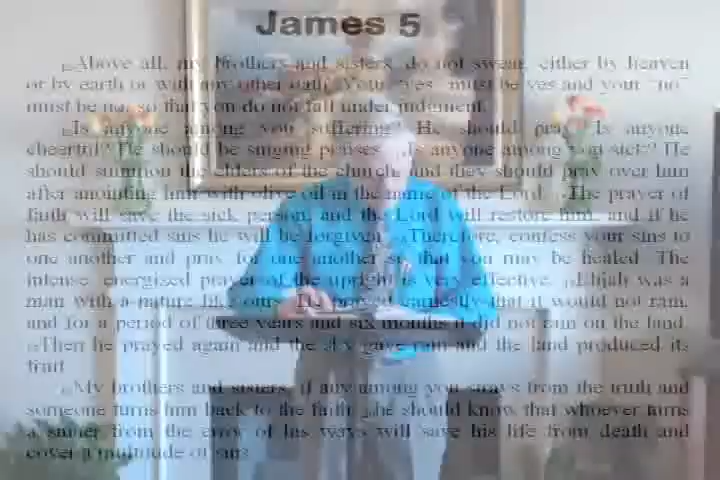 James 5
12Above all, my brothers and sisters, do not swear, either by heaven
or by earth or with any other oath. Your "yes" must be yes and your "no"
must be no, so that you do not fall under judgment.
Is anyone among you suffering? He should pray. Is anyone
cheerful? He should be singing praises. Is anyone among you sick? He
should summon the elders of the church, and they should pray over him
after anointing him with olive oil in the name of the Lord. The prayer of
faith will save the sick person, and the Lord will restore him, and if he
has committed sins he will be forgiven. Therefore, confess your sins to
one another and pray for one another so that you may be healed. The
intense, energized prayer of the upright is very effective. Elijah was a
man with a nature like ours. He prayed earnestly that it would not rain,
and for a period of three years and six months it did not rain on the land.
Then he prayed again and the sky gave rain and the land produced its
fruit.
My brothers and sisters, if any among you strays from the truth and
someone turns him back to the faith, he should know that whoever turns
a sinner from the error of his ways will save his life from death and
cover a multitude of sins.